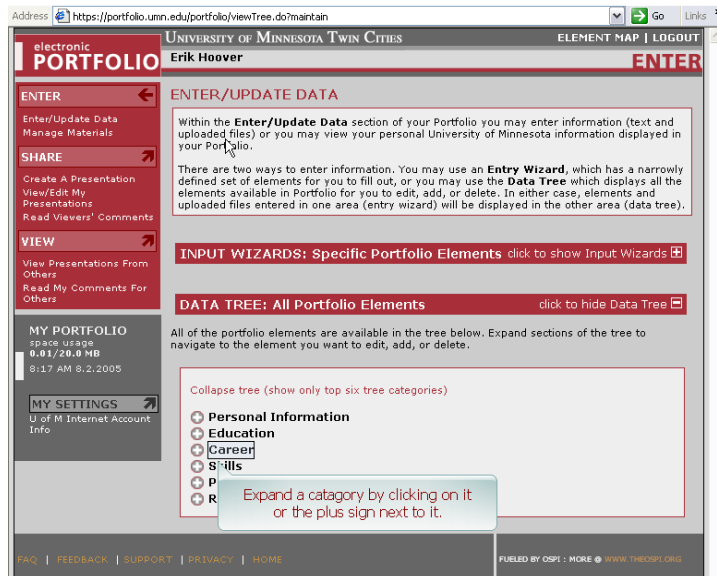 Address https://portfolio.umn.edu/portfolio/viewTree.do?maintain Go Links
electronic
PORTFOLIO
UNIVERSITY OF MINNESOTA TWIN CITIES
ELEMENT MAP | LOGOUT
Erik Hoover
ENTER
ENTER
Enter/Update Data
Manage Materials
SHARE
Create A Presentation
View/Edit My
Presentations
Read Viewers' Comments
VIEW
View Presentations From
Others
Read My Comments For
Others
MY PORTFOLIO
space usage
0.01/20.0 MB
8:17 AM 8.2.2005
MY SETTINGS
U of M Internet Account
Info
ENTER/UPDATE DATA
Within the Enter/Update Data section of your Portfolio you may enter information (text and
uploaded files) or you may view your personal University of Minnesota information displayed in
your Portfolio.
There are two ways to enter information. You may use an Entry Wizard, which has a narrowly
defined set of elements for you to fill out, or you may use the Data Tree which displays all the
elements available in Portfolio for you to edit, add, or delete. In either case, elements and
uploaded files entered in one area (entry wizard) will be displayed in the other area (data tree).
INPUT WIZARDS: Specific Portfolio Elements click to show Input Wizards
DATA TREE: All Portfolio Elements click to hide Data Tree
All of the portfolio elements are available in the tree below. Expand sections of the tree to
navigate to the element you want to edit, add, or delete.
Collapse tree (show only top six tree categories)
Personal Information
Education
Career
Skills
P
R
Expand a catagory by clicking on it
or the plus sign next to it.
FAQ | FEEDBACK | SUPPORT | PRIVACY | HOME
FUELED BY OSPI : MORE @ WWW.THEOSPI.ORG